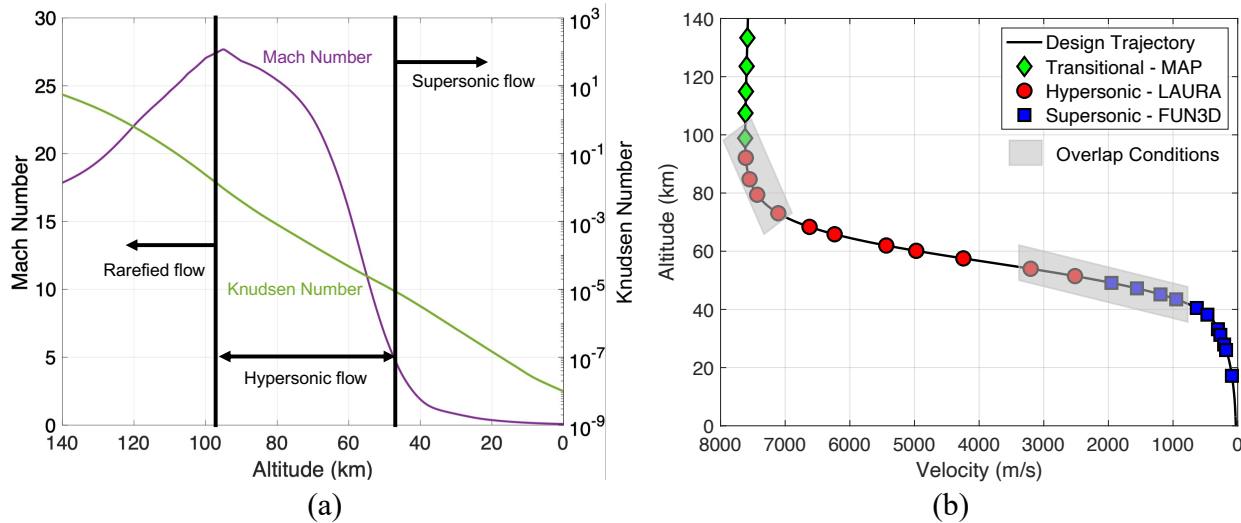 30
25
20
15
10
5
0
Mach Number
140
120
100
80
60
40
20
0
Altitude (km)
10^3
10^1
10^-1
10^-3
10^-5
10^-7
10^-9
Knudsen Number
Mach Number
Supersonic flow
Rarefied flow
Knudsen Number
Hypersonic flow
(a)
140
120
100
80
60
40
20
0
Altitude (km)
8000
7000
6000
5000
4000
3000
2000
1000
0
Velocity (m/s)
Design Trajectory
Transitional - MAP
Hypersonic - LAURA
Supersonic - FUN3D
Overlap Conditions
(b)